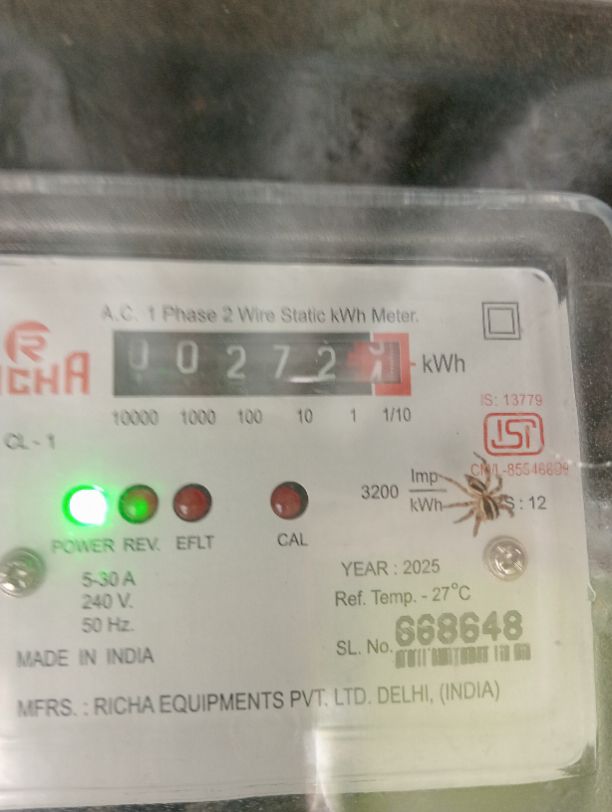 A.C. 1 Phase 2 Wire Static kWh Meter.
R
RICHA
0 0 2 7 2 kWh
10000 1000 100 10 1 1/10
IS: 13779
ISI
CL - 1
3200 Imp/kWh
S : 12
POWER REV. EFLT CAL
5-30 A
240 V.
50 Hz.
YEAR : 2025
Ref. Temp. - 27°C
SL. No. 668648
MADE IN INDIA
MFRS. : RICHA EQUIPMENTS PVT. LTD. DELHI, (INDIA)